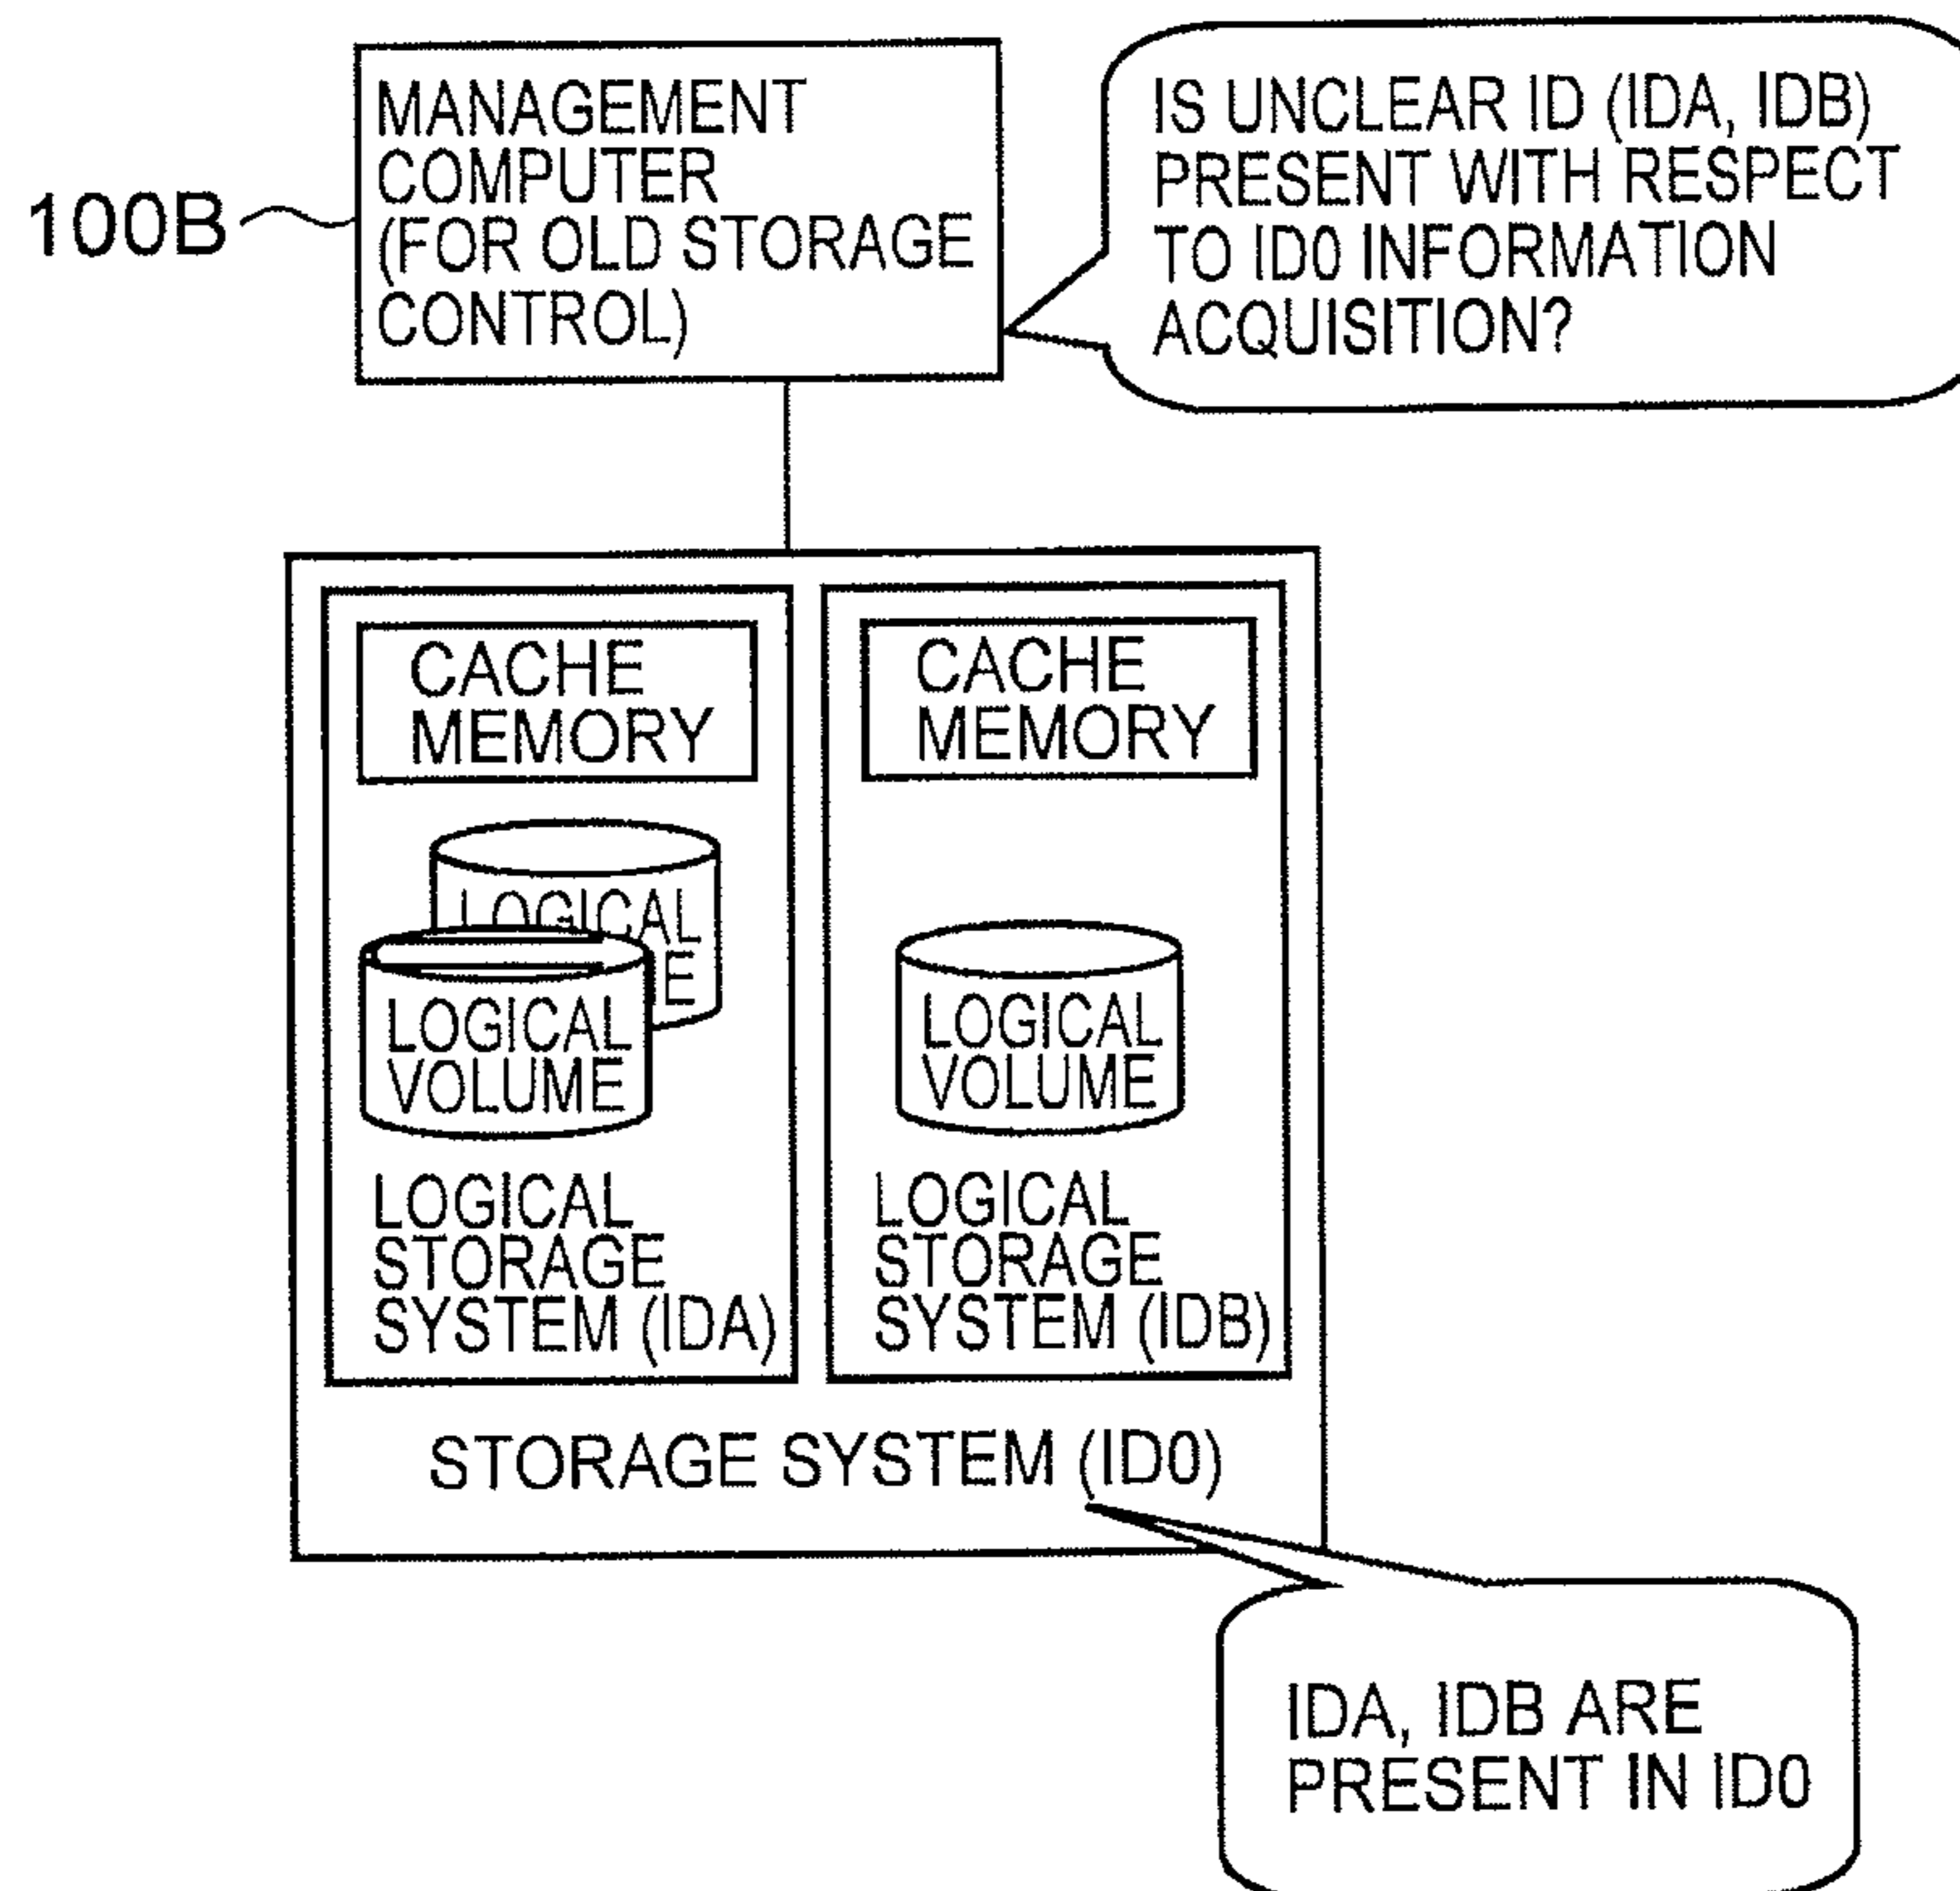 MANAGEMENT
COMPUTER
(FOR OLD STORAGE
CONTROL)
100B
IS UNCLEAR ID (IDA, IDB)
PRESENT WITH RESPECT
TO ID0 INFORMATION
ACQUISITION?
CACHE
MEMORY
LOGICAL
LOGICAL
VOLUME
LOGICAL
STORAGE
SYSTEM (IDA)
CACHE
MEMORY
LOGICAL
VOLUME
LOGICAL
STORAGE
SYSTEM (IDB)
STORAGE SYSTEM (ID0)
IDA, IDB ARE
PRESENT IN ID0